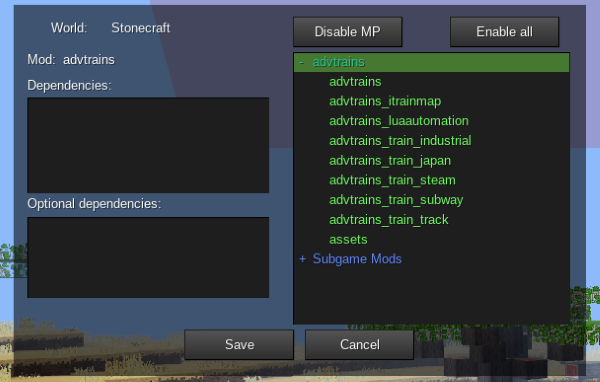 World: Stonecraft
Disable MP
Enable all
Mod: advtrains
Dependencies:
Optional dependencies:
- advtrains
advtrains
advtrains_itrainmap
advtrains_luaautomation
advtrains_train_industrial
advtrains_train_japan
advtrains_train_steam
advtrains_train_subway
advtrains_train_track
assets
+ Subgame Mods
Save
Cancel